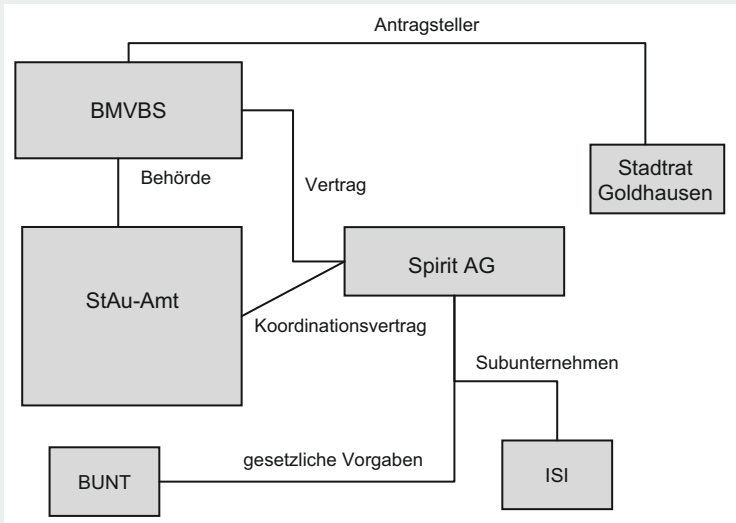 Antragsteller
BMVBS
Behörde
Vertrag
Stadtrat
Goldhausen
StAu-Amt
Spirit AG
Koordinationsvertrag
Subunternehmen
gesetzliche Vorgaben
BUNT
ISI